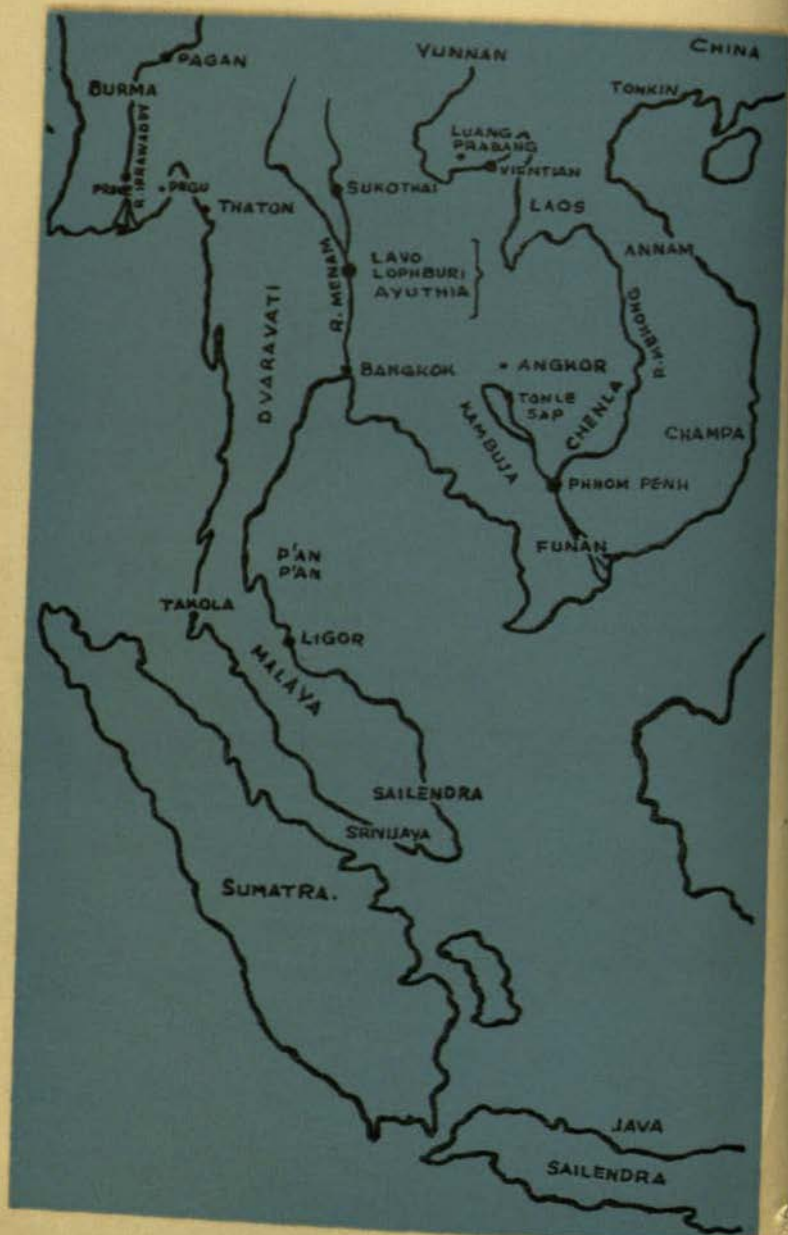 YUNNAN
CHINA
PAGAN
BURMA
TONKIN
R. IRRAWADY
LUANG
PRABANG
VIENTIAN
PEGU
SUKOTHAI
THATON
LAOS
ANNAM
R. MENAM
LAVO
LOPHBURI
AYUTHIA
DVARAVATI
R. MEKONG
BANGKOK
ANGKOR
TONLE
SAP
KAMBUJA
CHENLA
CHAMPA
PHNOM PENH
FUNAN
P'AN
P'AN
TAKOLA
LIGOR
MALAYA
SAILENDRA
SRIVIJAYA
SUMATRA.
JAVA
SAILENDRA